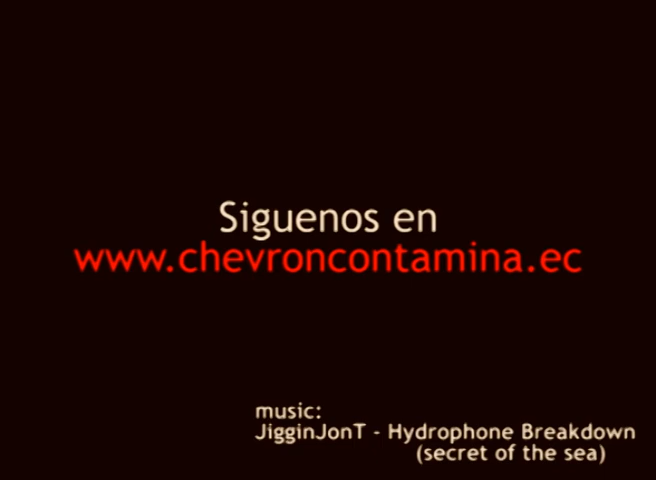 Siguenos en
www.chevroncontamina.ec
music:
JigginJonT - Hydrophone Breakdown
(secret of the sea)